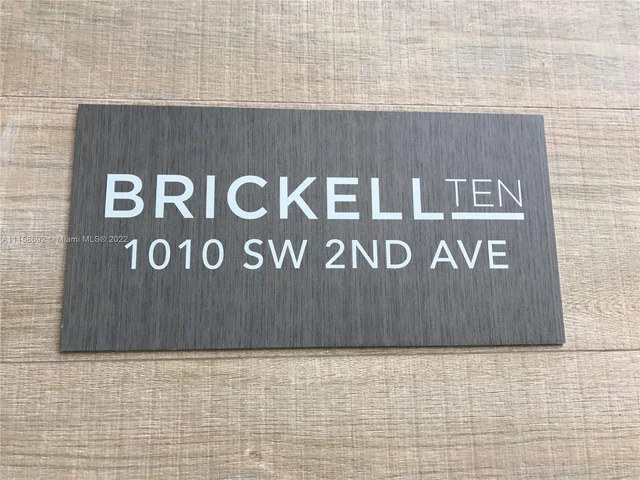 BRICKELL TEN
1010 SW 2ND AVE
© Miami MLS® 2022